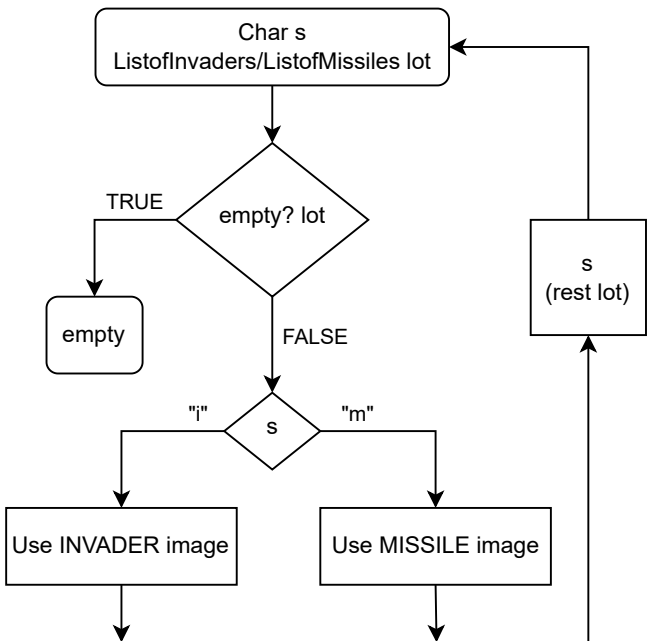 Char s
ListofInvaders/ListofMissiles lot
TRUE
empty? lot
s
(rest lot)
empty
FALSE
"i"
s
"m"
Use INVADER image
Use MISSILE image